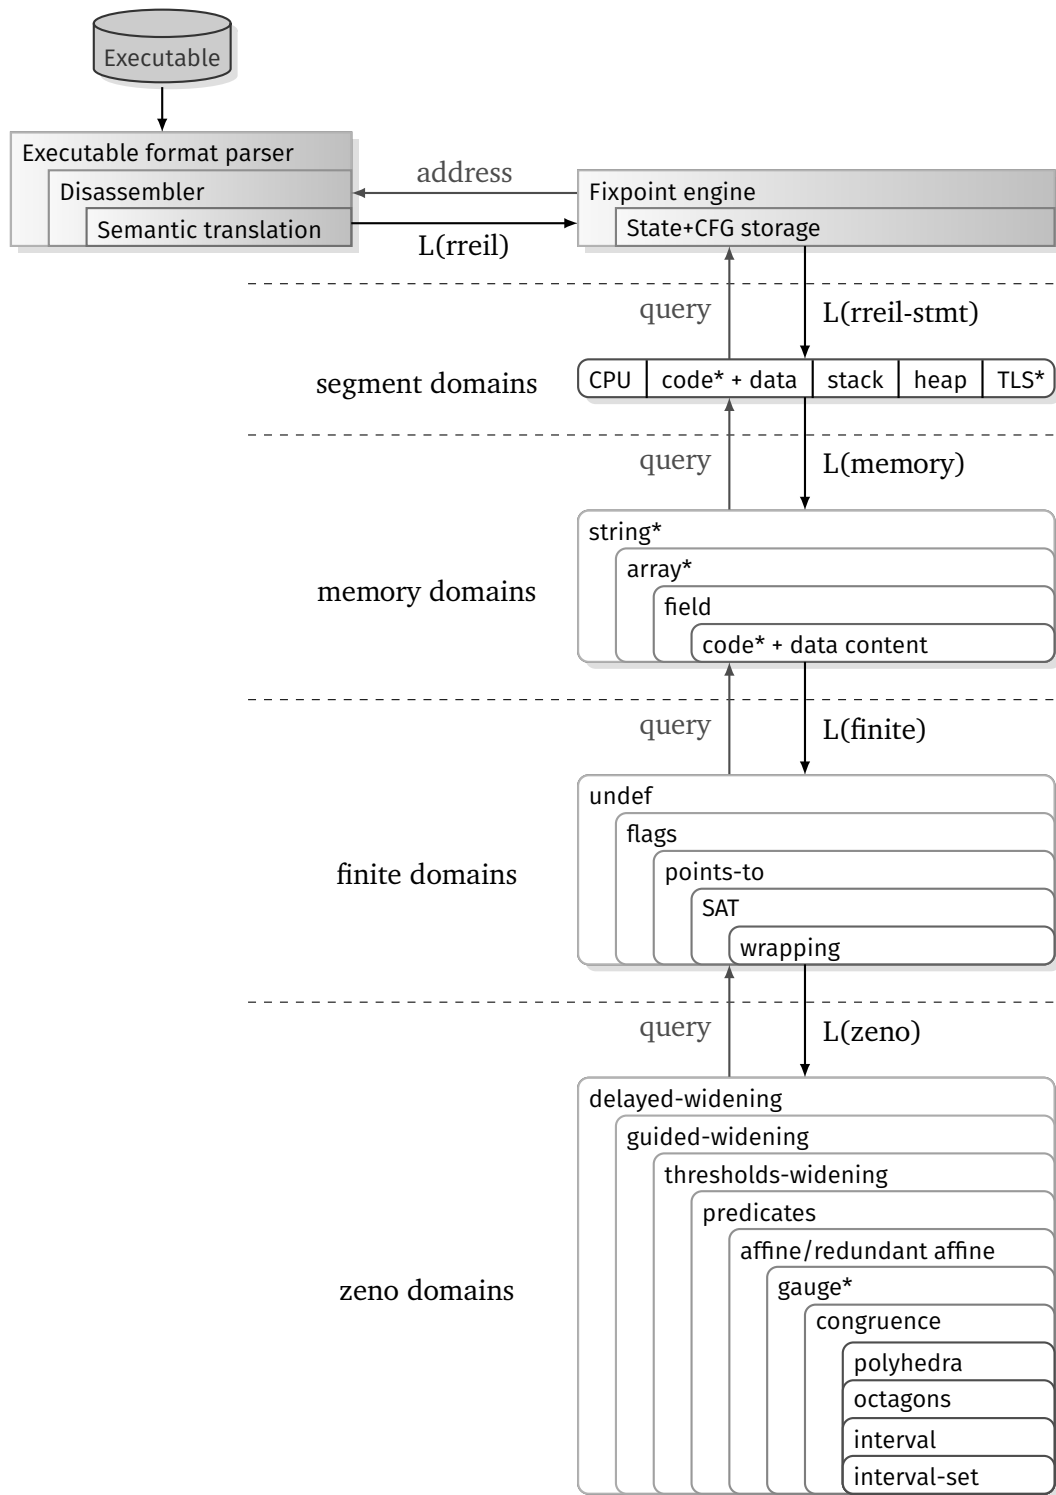 Executable
Executable format parser
Disassembler
Semantic translation
address
L(rreil)
Fixpoint engine
State+CFG storage
query
L(rreil-stmt)
segment domains
CPU
code* + data
stack
heap
TLS*
query
L(memory)
memory domains
string*
array*
field
code* + data content
query
L(finite)
finite domains
undef
flags
points-to
SAT
wrapping
query
L(zeno)
zeno domains
delayed-widening
guided-widening
thresholds-widening
predicates
affine/redundant affine
gauge*
congruence
polyhedra
octagons
interval
interval-set